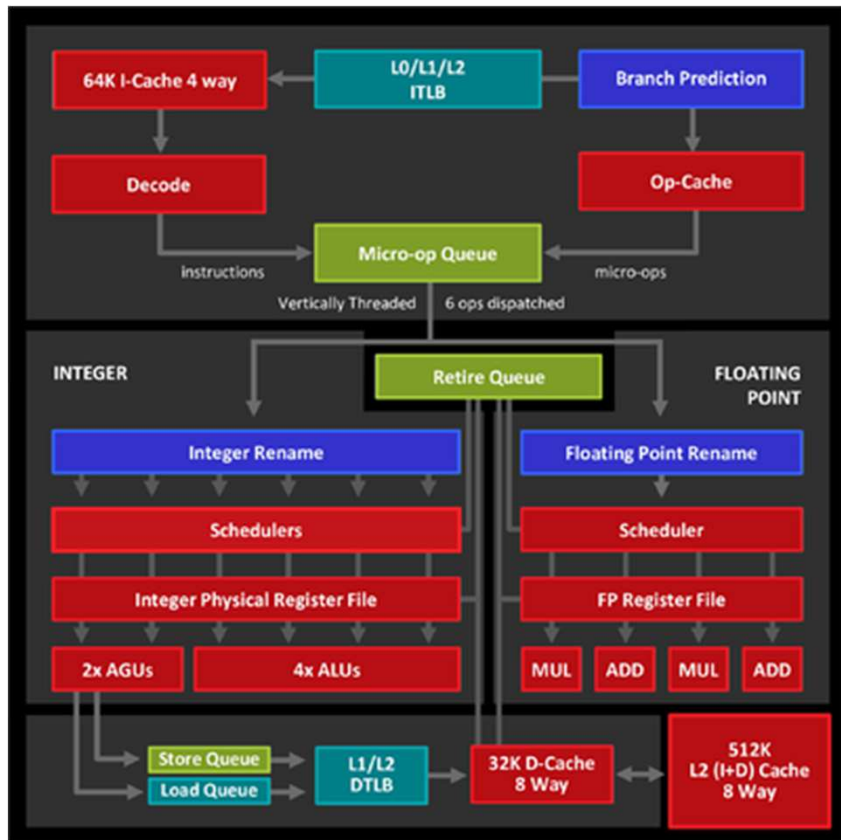 64K I-Cache 4 way
L0/L1/L2
ITLB
Branch Prediction
Decode
Op-Cache
Micro-op Queue
instructions
micro-ops
Vertically Threaded
6 ops dispatched
INTEGER
Retire Queue
FLOATING
POINT
Integer Rename
Floating Point Rename
Schedulers
Scheduler
Integer Physical Register File
FP Register File
2x AGUs
4x ALUs
MUL
ADD
MUL
ADD
Store Queue
Load Queue
L1/L2
DTLB
32K D-Cache
8 Way
512K
L2 (I+D) Cache
8 Way